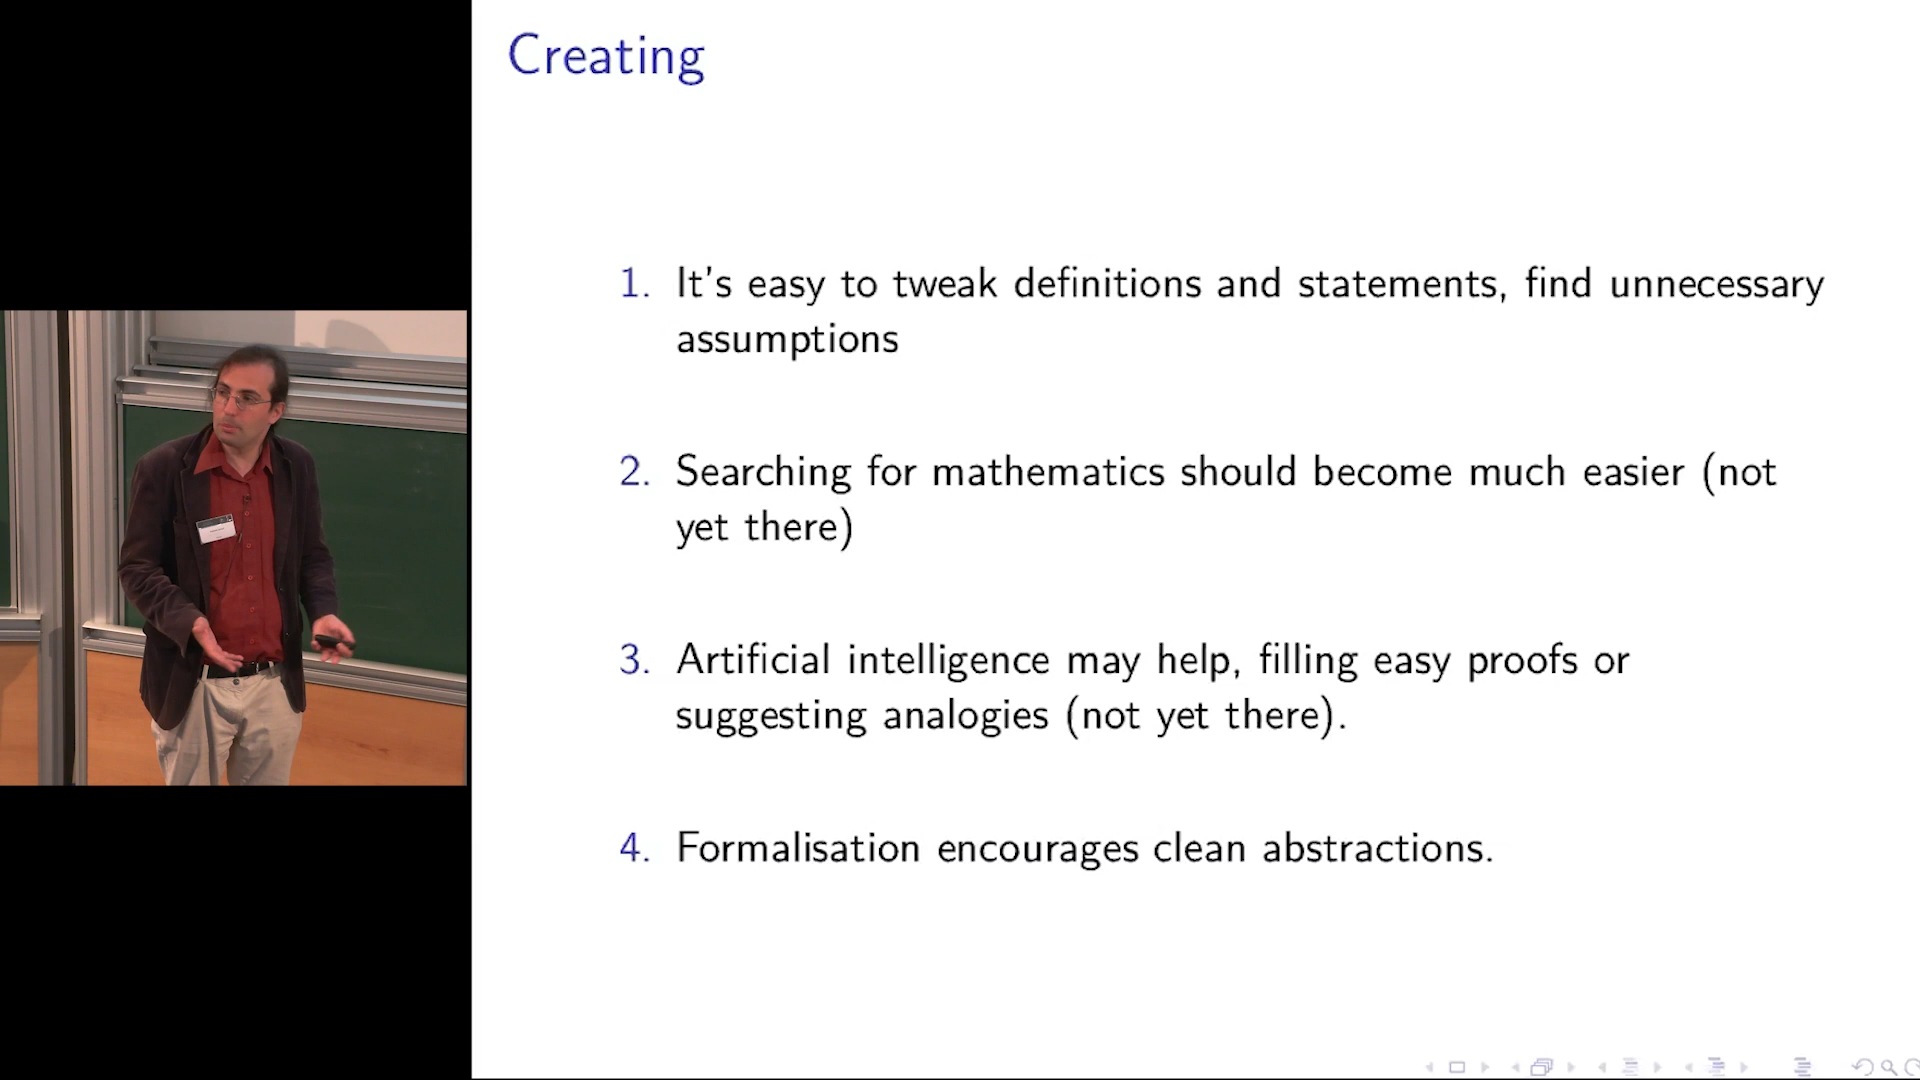 Creating
1. It's easy to tweak definitions and statements, find unnecessary
assumptions
2. Searching for mathematics should become much easier (not
yet there)
3. Artificial intelligence may help, filling easy proofs or
suggesting analogies (not yet there).
4. Formalisation encourages clean abstractions.